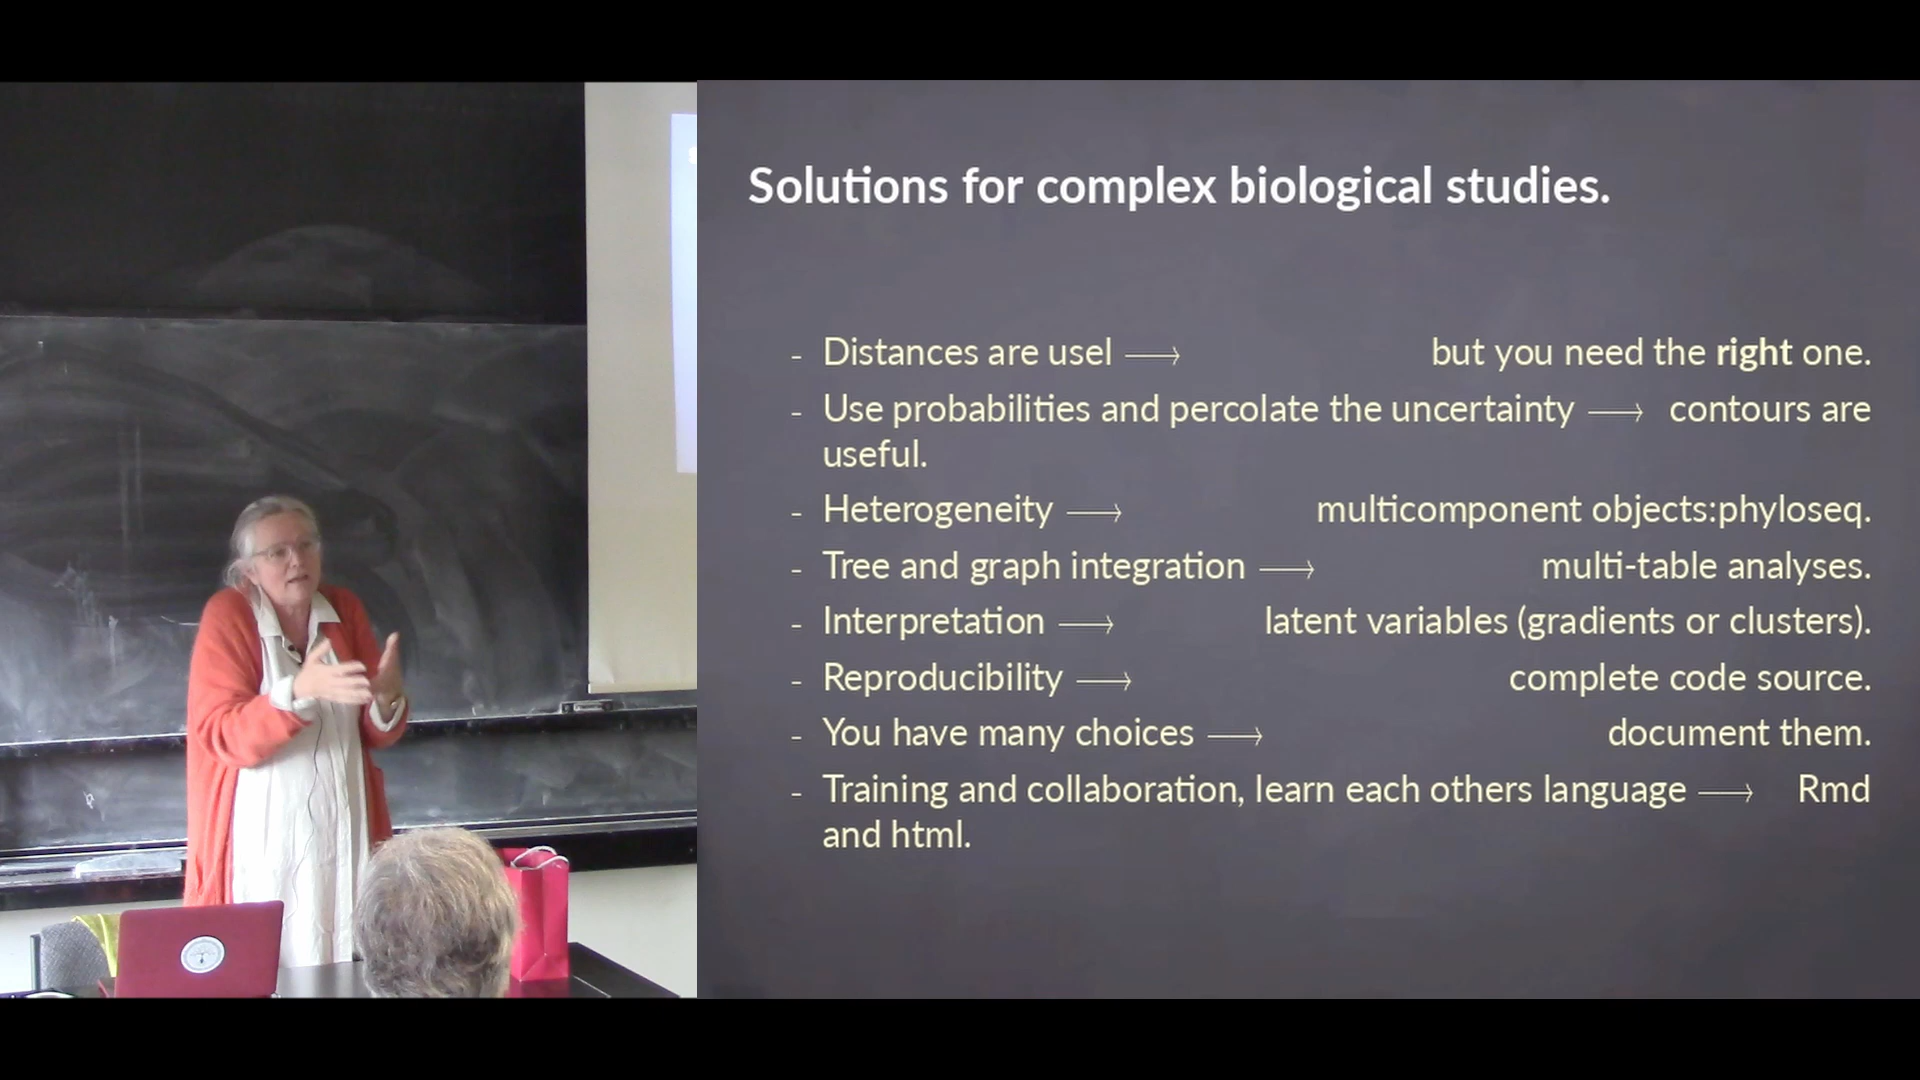 Solutions for complex biological studies.
- Distances are usel ⟶ but you need the right one.
- Use probabilities and percolate the uncertainty ⟶ contours are
useful.
- Heterogeneity ⟶ multicomponent objects:phyloseq.
- Tree and graph integration ⟶ multi-table analyses.
- Interpretation ⟶ latent variables (gradients or clusters).
- Reproducibility ⟶ complete code source.
- You have many choices ⟶ document them.
- Training and collaboration, learn each others language ⟶ Rmd
and html.